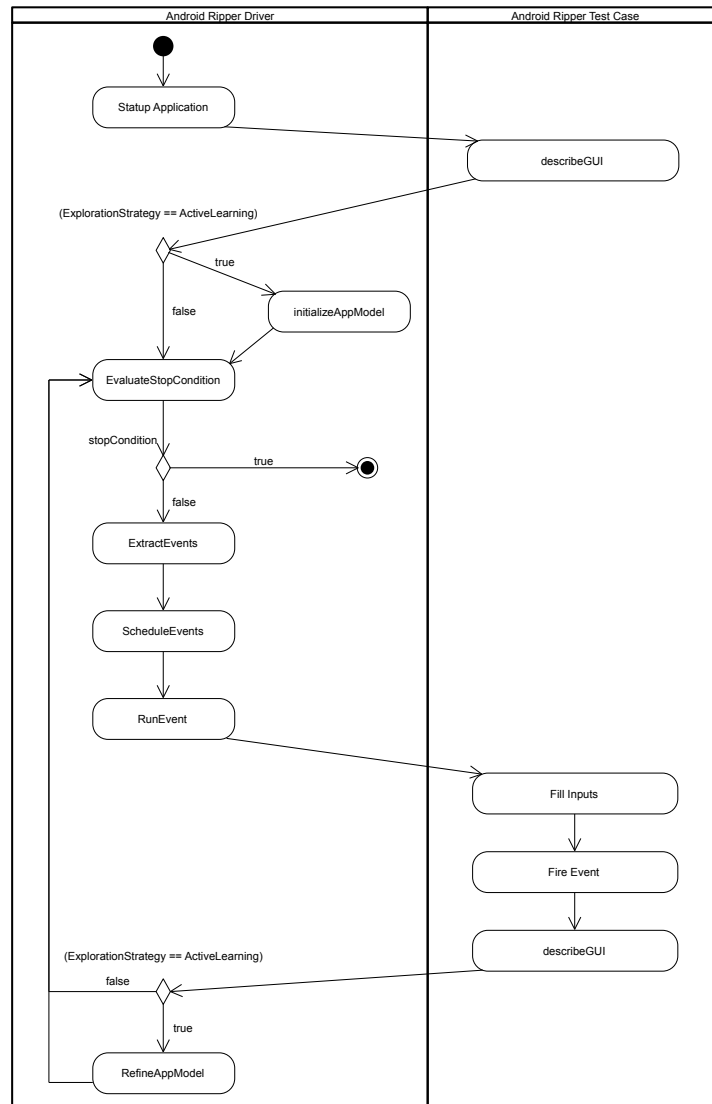 Android Ripper Driver
Android Ripper Test Case
Statup Application
describeGUI
(ExplorationStrategy == ActiveLearning)
true
false
initializeAppModel
EvaluateStopCondition
stopCondition
true
false
ExtractEvents
ScheduleEvents
RunEvent
Fill Inputs
Fire Event
describeGUI
(ExplorationStrategy == ActiveLearning)
false
true
RefineAppModel